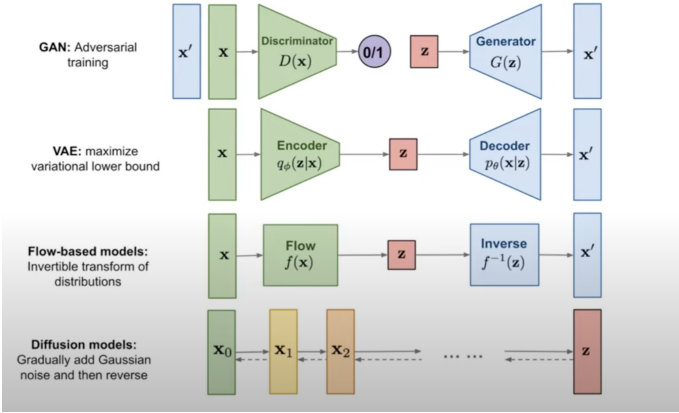 GAN: Adversarial
training
x′
x
Discriminator
D(x)
0/1
z
Generator
G(z)
x′
VAE: maximize
variational lower bound
x
Encoder
qϕ(z|x)
z
Decoder
pθ(x|z)
x′
Flow-based models:
Invertible transform of
distributions
x
Flow
f(x)
z
Inverse
f⁻¹(z)
x′
Diffusion models:
Gradually add Gaussian
noise and then reverse
x₀
x₁
x₂
... ...
z